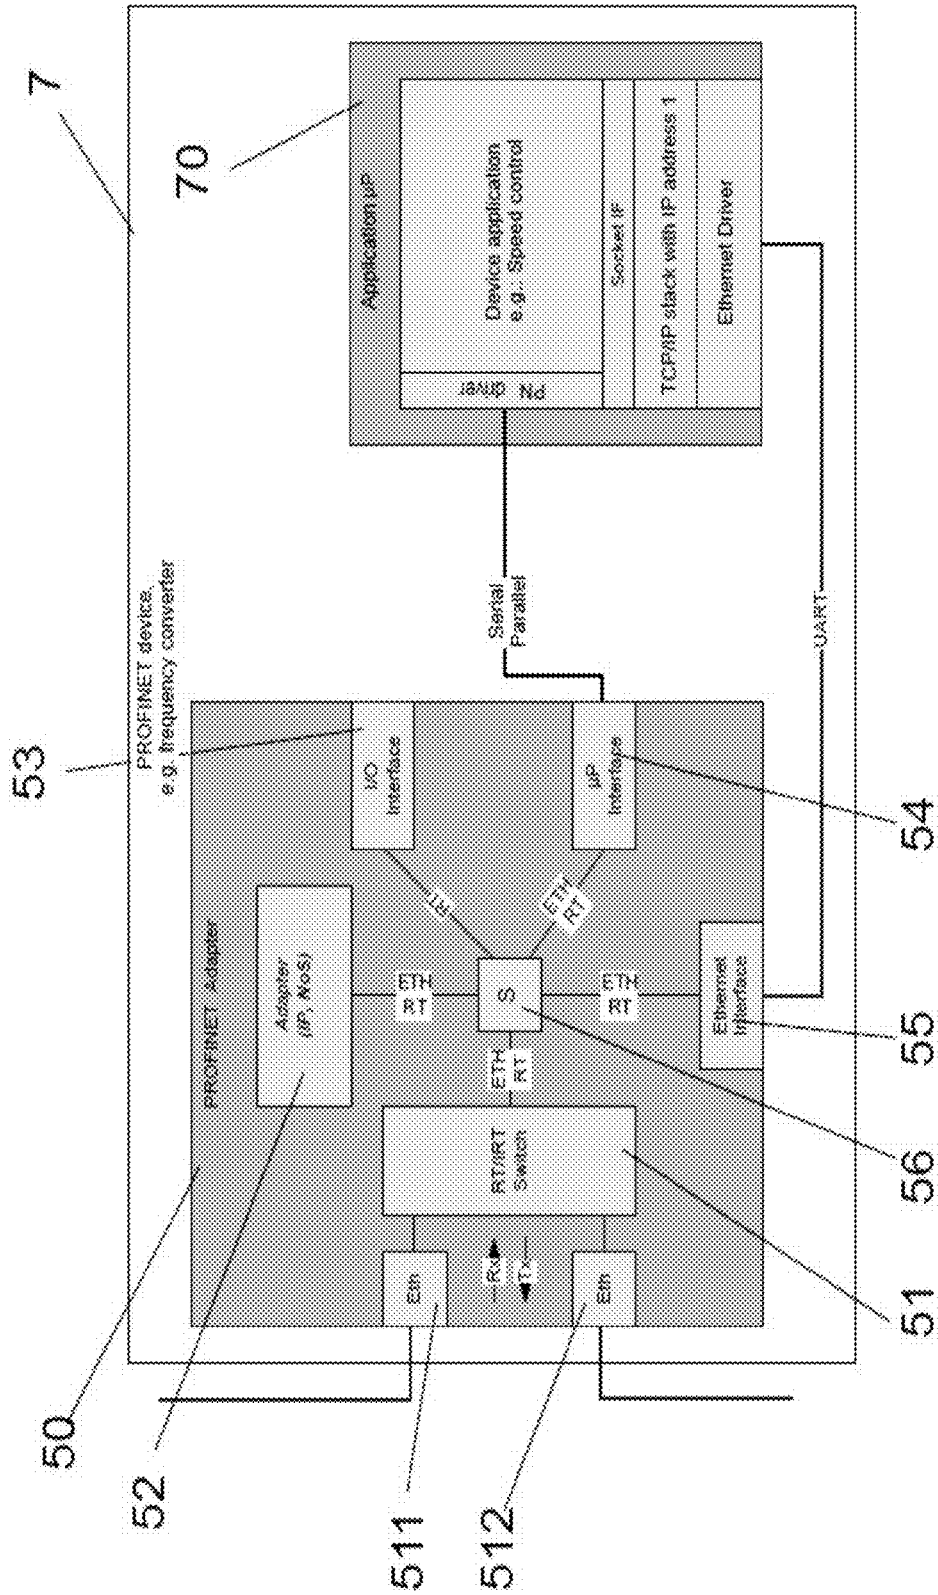 7
70
PROFINET device,
e.g. frequency converter
53
50
52
511
512
PROFINET Adapter
Adapter
(IP, NoS)
I/O
Interface
Application µP
PN driver
Device application
e.g.: Speed control
Socket IF
TCP/IP stack with IP address 1
Ethernet Driver
Serial
Parallel
UART
RT
ETH
RT
ETH
RT
S
ETH
RT
ETH
RT
RT/IRT
Switch
Eth
Rx
Tx
Eth
µP
Interface
Ethernet
Interface
54
55
56
51